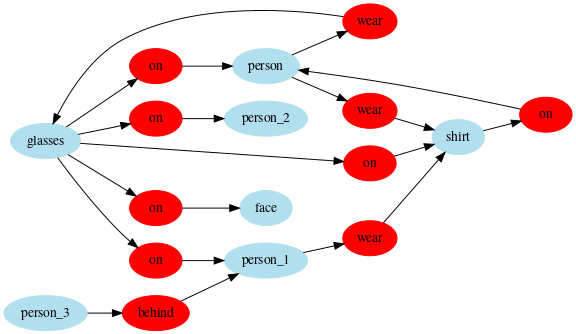 wear
on
person
on
wear
on
person_2
shirt
glasses
on
on
face
wear
on
person_1
person_3
behind